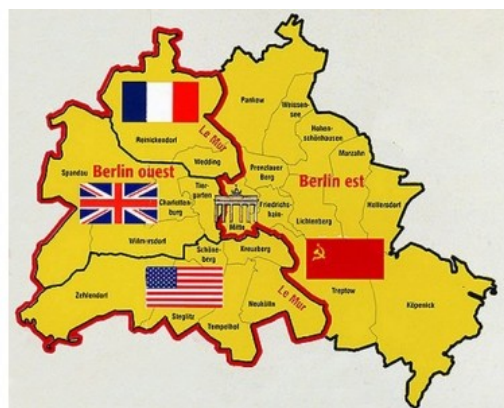 Pankow
Weissen-
see
Hohen-
schönhausen
Reinickendorf
Le Mur
Marzahn
Wedding
Prenzlauer
Berg
Spandau
Berlin ouest
Berlin est
Tier-
garten
Hellersdorf
Charlotten-
burg
Friedrichs-
hain
Lichtenberg
Mitte
Wilmersdorf
Schöne-
berg
Kreuzberg
Zehlendorf
Steglitz
Tempelhof
Neukölln
Le Mur
Treptow
Köpenick